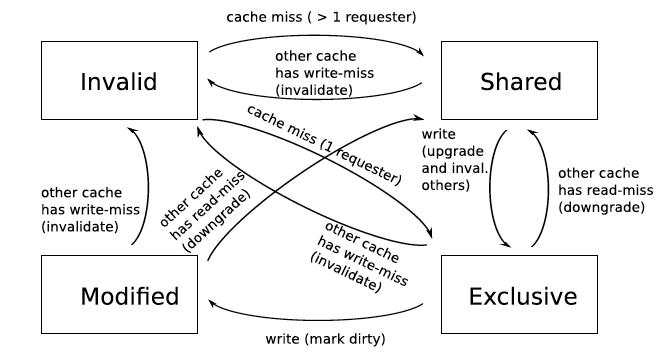 cache miss ( > 1 requester)
Invalid
other cache
has write-miss
(invalidate)
Shared
cache miss (1 requester)
write
(upgrade
and inval.
others)
other cache
has read-miss
(downgrade)
other cache
has write-miss
(invalidate)
other cache
has read-miss
(downgrade)
other cache
has write-miss
(invalidate)
Modified
Exclusive
write (mark dirty)